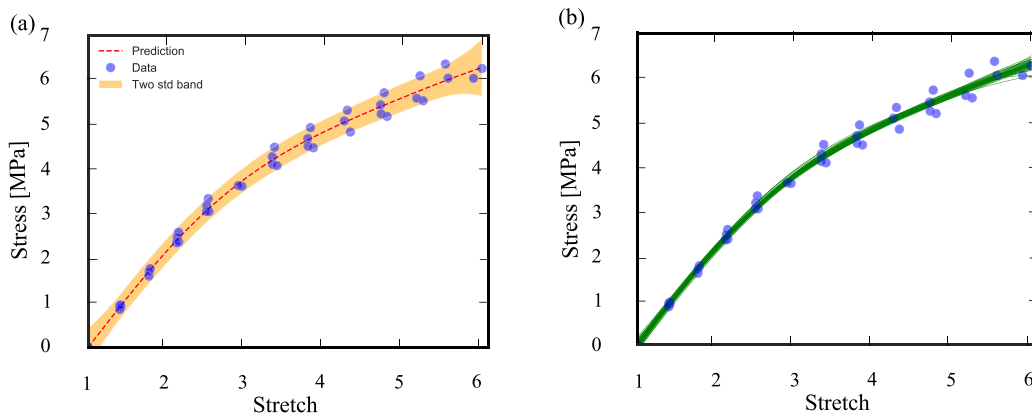 (a)
7
6
5
4
3
2
1
0
Stress [MPa]
Prediction
Data
Two std band
1 2 3 4 5 6
Stretch
(b)
7
6
5
4
3
2
1
0
Stress [MPa]
1 2 3 4 5 6
Stretch